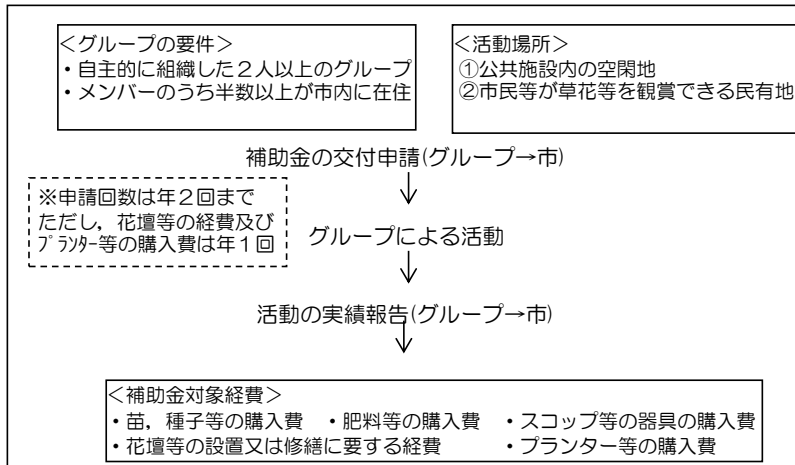 ＜グループの要件＞
・自主的に組織した２人以上のグループ
・メンバーのうち半数以上が市内に在住
＜活動場所＞
①公共施設内の空閑地
②市民等が草花等を観賞できる民有地
補助金の交付申請(グループ→市)
※申請回数は年２回まで
ただし，花壇等の経費及び
ﾌﾟﾗﾝﾀｰ等の購入費は年１回
グループによる活動
活動の実績報告(グループ→市)
＜補助金対象経費＞
・苗，種子等の購入費　・肥料等の購入費　・スコップ等の器具の購入費
・花壇等の設置又は修繕に要する経費　・プランター等の購入費